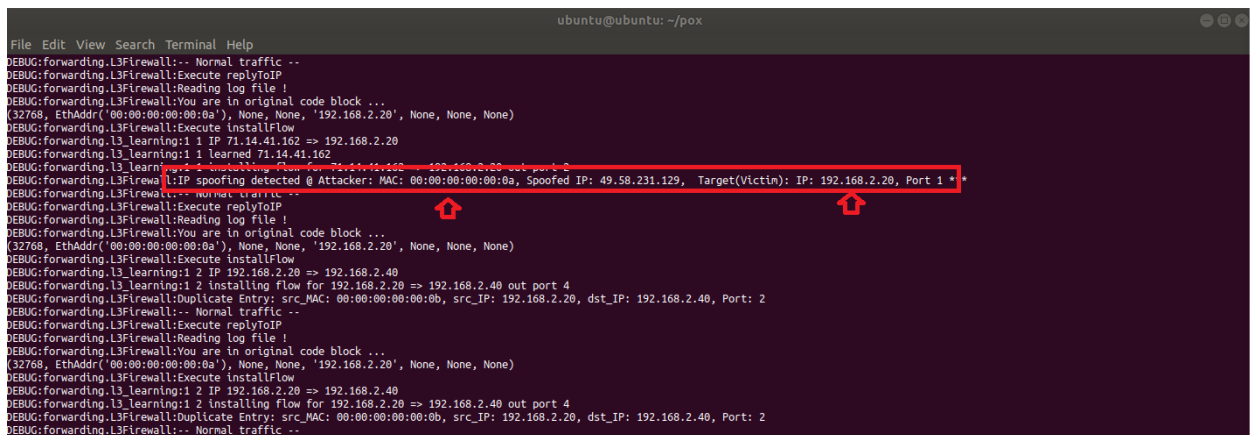 ubuntu@ubuntu: ~/pox
File Edit View Search Terminal Help
DEBUG:forwarding.L3Firewall:-- Normal traffic --
DEBUG:forwarding.L3Firewall:Execute replyToIP
DEBUG:forwarding.L3Firewall:Reading log file !
DEBUG:forwarding.L3Firewall:You are in original code block ...
(32768, EthAddr('00:00:00:00:00:0a'), None, None, '192.168.2.20', None, None, None)
DEBUG:forwarding.L3Firewall:Execute installFlow
DEBUG:forwarding.l3_learning:1 1 IP 71.14.41.162 => 192.168.2.20
DEBUG:forwarding.l3_learning:1 1 learned 71.14.41.162
DEBUG:forwarding.l3_learning:1 1 installing flow for 71.14.41.162 => 192.168.2.20 out port 2
DEBUG:forwarding.L3Firewall:IP spoofing detected @ Attacker: MAC: 00:00:00:00:00:0a, Spoofed IP: 49.58.231.129, Target(Victim): IP: 192.168.2.20, Port 1 ***
DEBUG:forwarding.L3Firewall:-- Normal traffic --
DEBUG:forwarding.L3Firewall:Execute replyToIP
DEBUG:forwarding.L3Firewall:Reading log file !
DEBUG:forwarding.L3Firewall:You are in original code block ...
(32768, EthAddr('00:00:00:00:00:0a'), None, None, '192.168.2.20', None, None, None)
DEBUG:forwarding.L3Firewall:Execute installFlow
DEBUG:forwarding.l3_learning:1 2 IP 192.168.2.20 => 192.168.2.40
DEBUG:forwarding.l3_learning:1 2 installing flow for 192.168.2.20 => 192.168.2.40 out port 4
DEBUG:forwarding.L3Firewall:Duplicate Entry: src_MAC: 00:00:00:00:00:0b, src_IP: 192.168.2.20, dst_IP: 192.168.2.40, Port: 2
DEBUG:forwarding.L3Firewall:-- Normal traffic --
DEBUG:forwarding.L3Firewall:Execute replyToIP
DEBUG:forwarding.L3Firewall:Reading log file !
DEBUG:forwarding.L3Firewall:You are in original code block ...
(32768, EthAddr('00:00:00:00:00:0a'), None, None, '192.168.2.20', None, None, None)
DEBUG:forwarding.L3Firewall:Execute installFlow
DEBUG:forwarding.l3_learning:1 2 IP 192.168.2.20 => 192.168.2.40
DEBUG:forwarding.l3_learning:1 2 installing flow for 192.168.2.20 => 192.168.2.40 out port 4
DEBUG:forwarding.L3Firewall:Duplicate Entry: src_MAC: 00:00:00:00:00:0b, src_IP: 192.168.2.20, dst_IP: 192.168.2.40, Port: 2
DEBUG:forwarding.L3Firewall:-- Normal traffic --